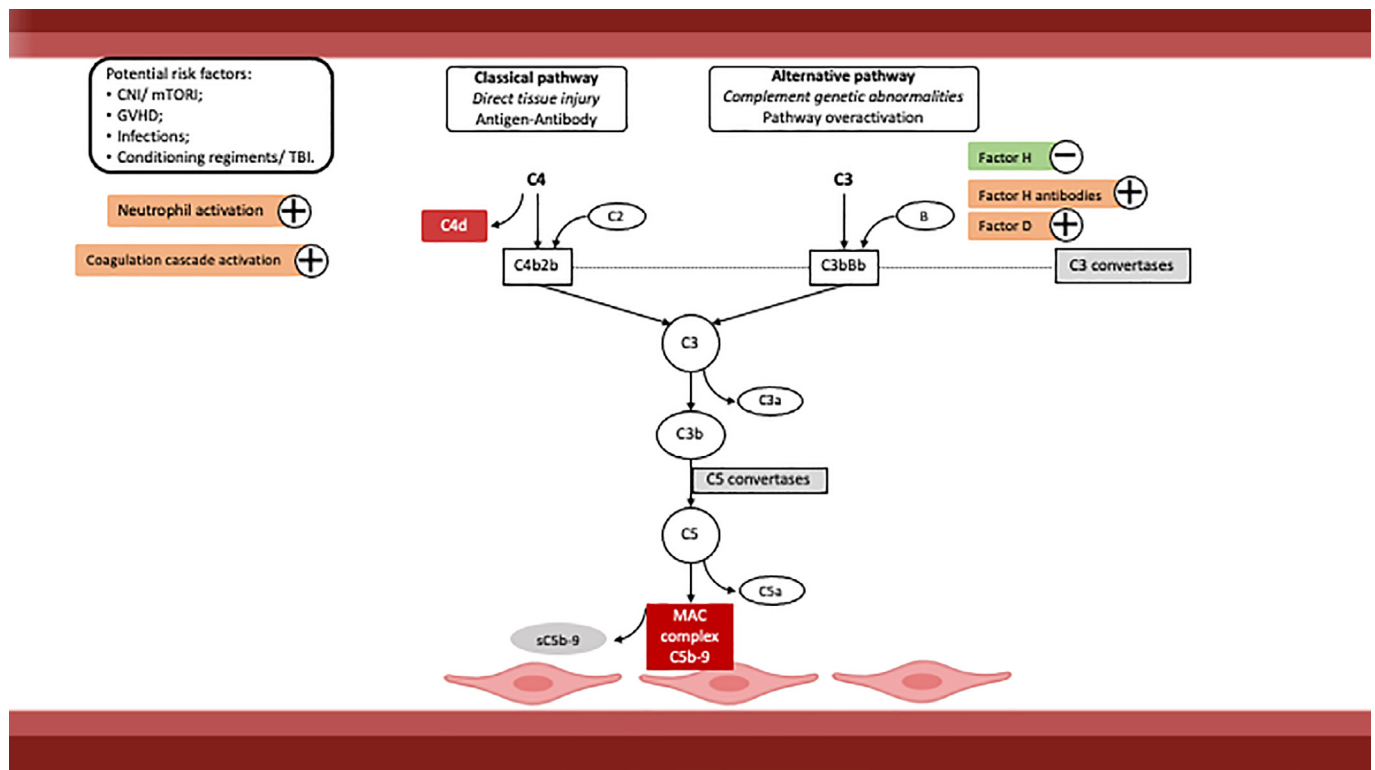 Potential risk factors:
• CNI/ mTORI;
• GVHD;
• Infections;
• Conditioning regiments/ TBI.
Neutrophil activation +
Coagulation cascade activation +
Classical pathway
Direct tissue injury
Antigen-Antibody
Alternative pathway
Complement genetic abnormalities
Pathway overactivation
Factor H −
Factor H antibodies +
Factor D +
C4
C3
C4d
C2
B
C4b2b
C3bBb
C3 convertases
C3
C3a
C3b
C5 convertases
C5
C5a
MAC
complex
C5b-9
sC5b-9